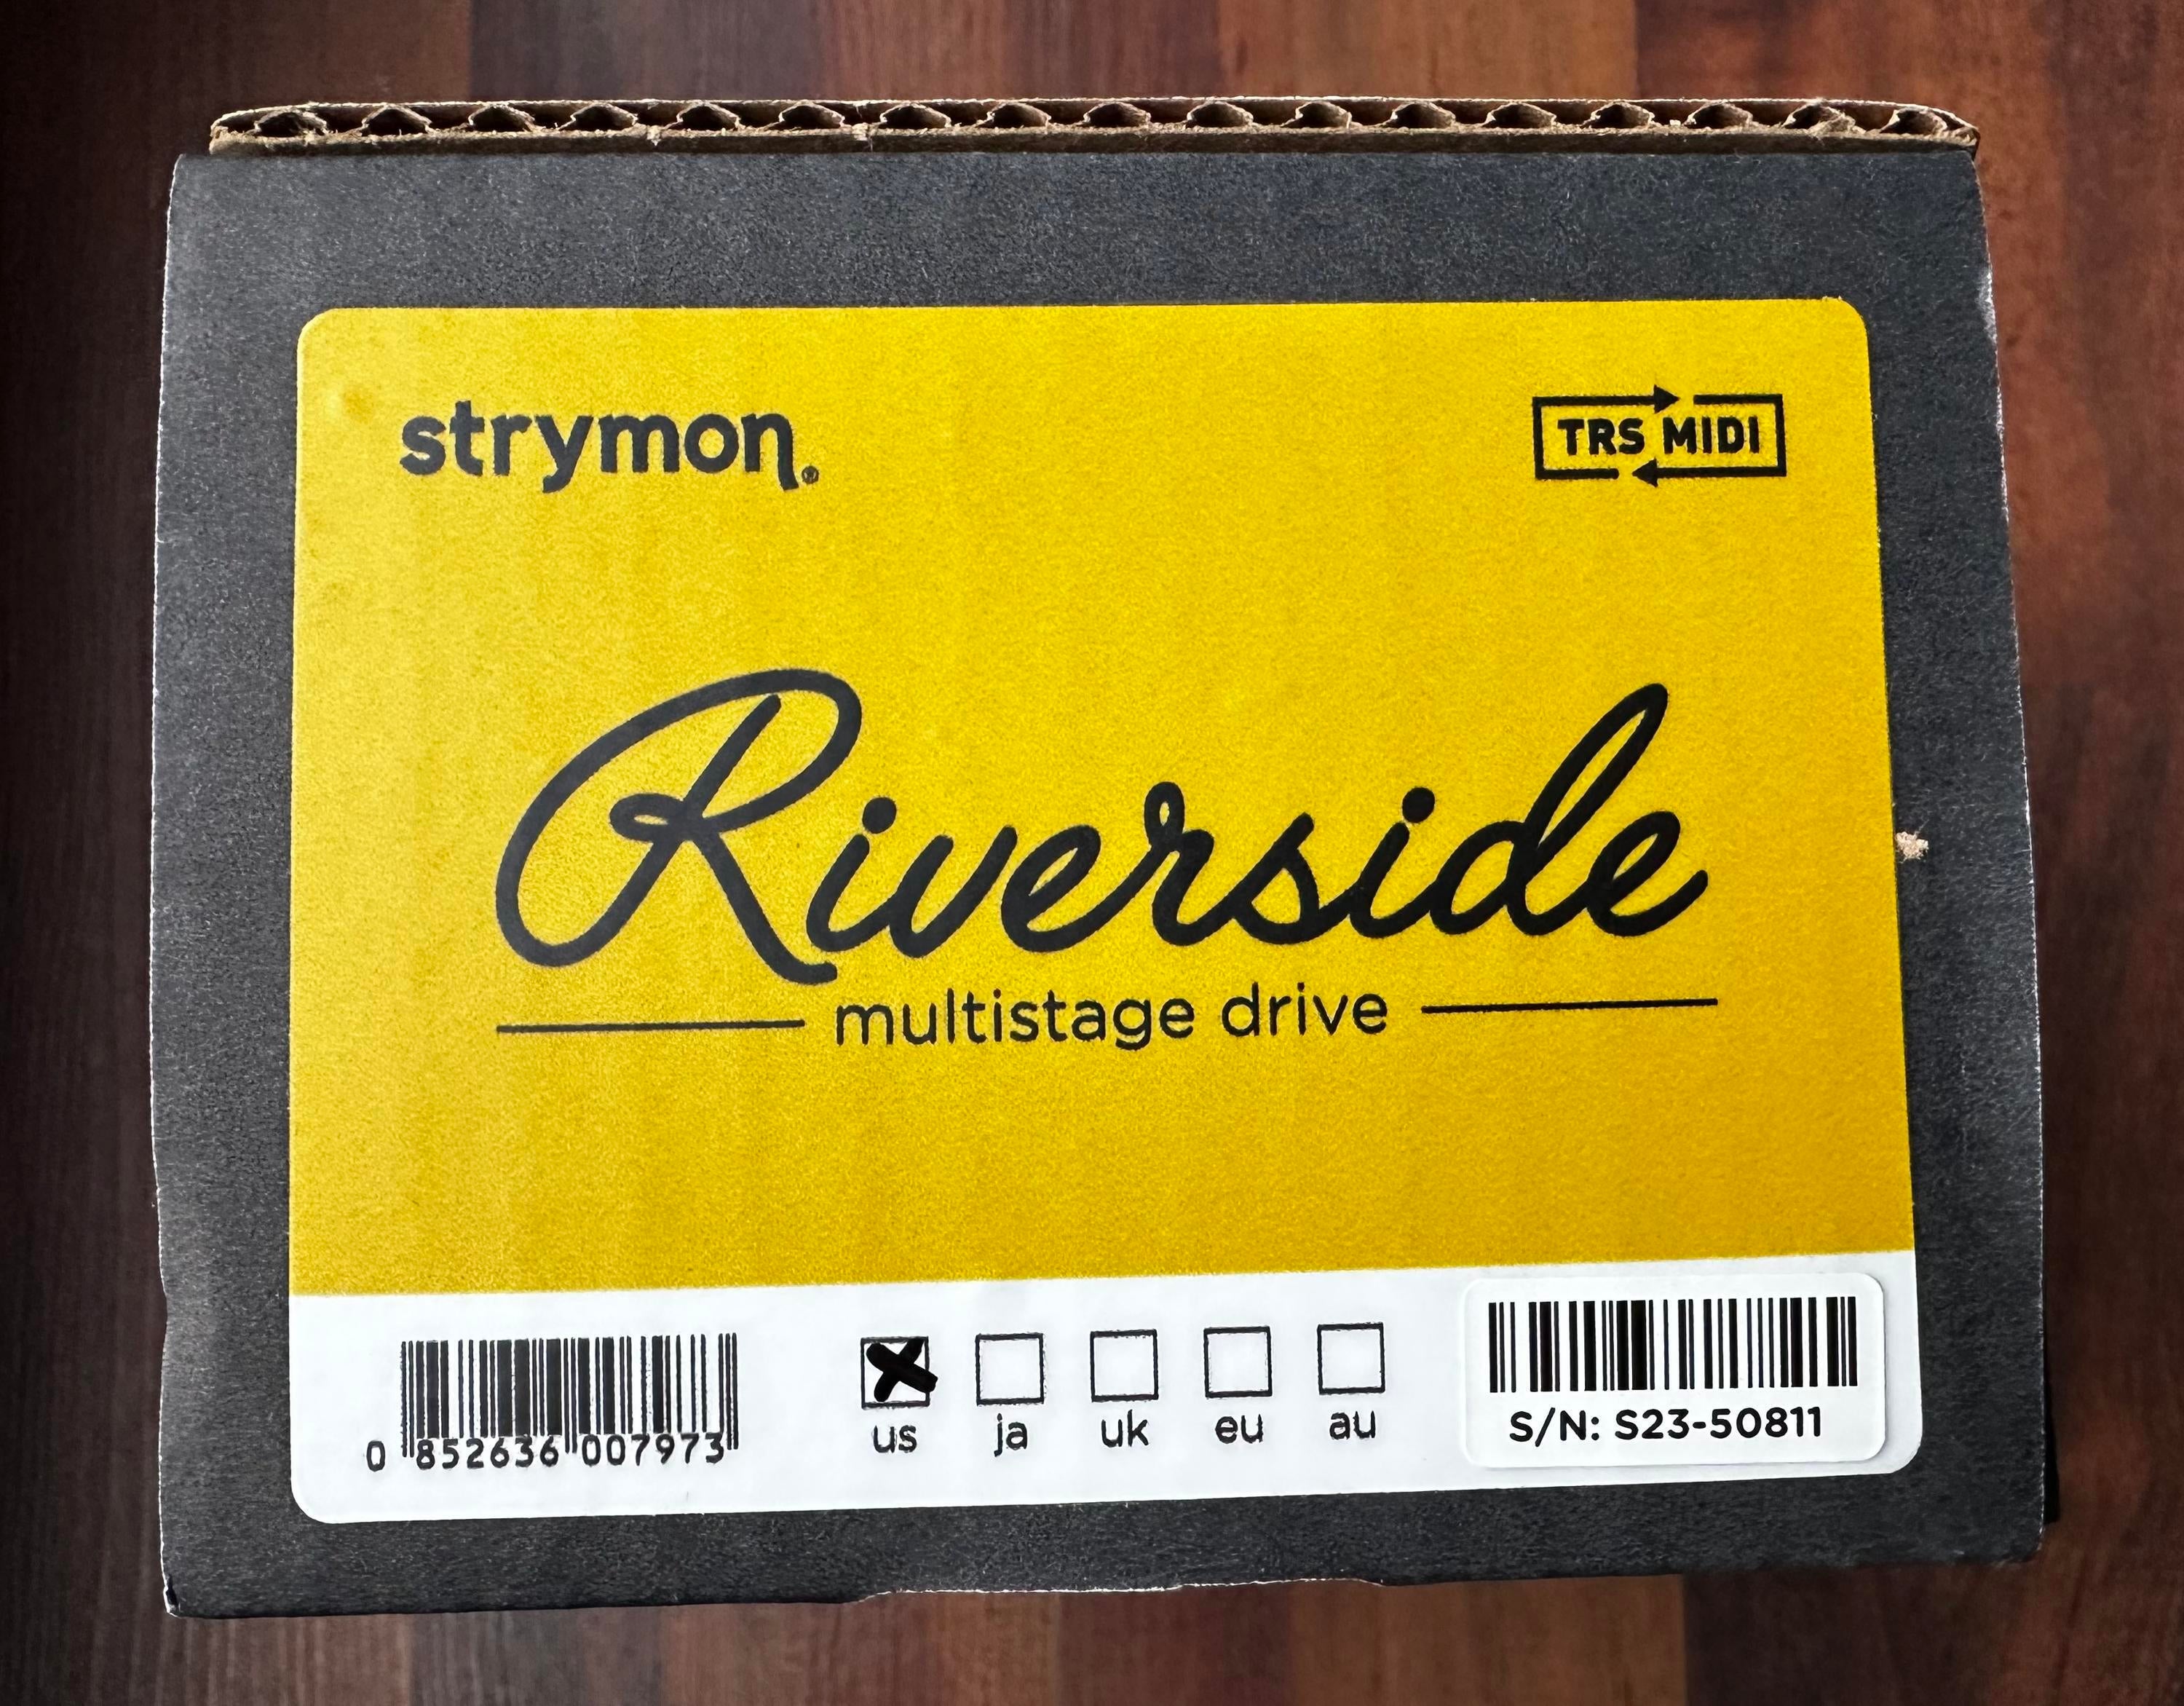 strymon®
TRS MIDI
Riverside
multistage drive
us ja uk eu au
0 852636 007973
S/N: S23-50811